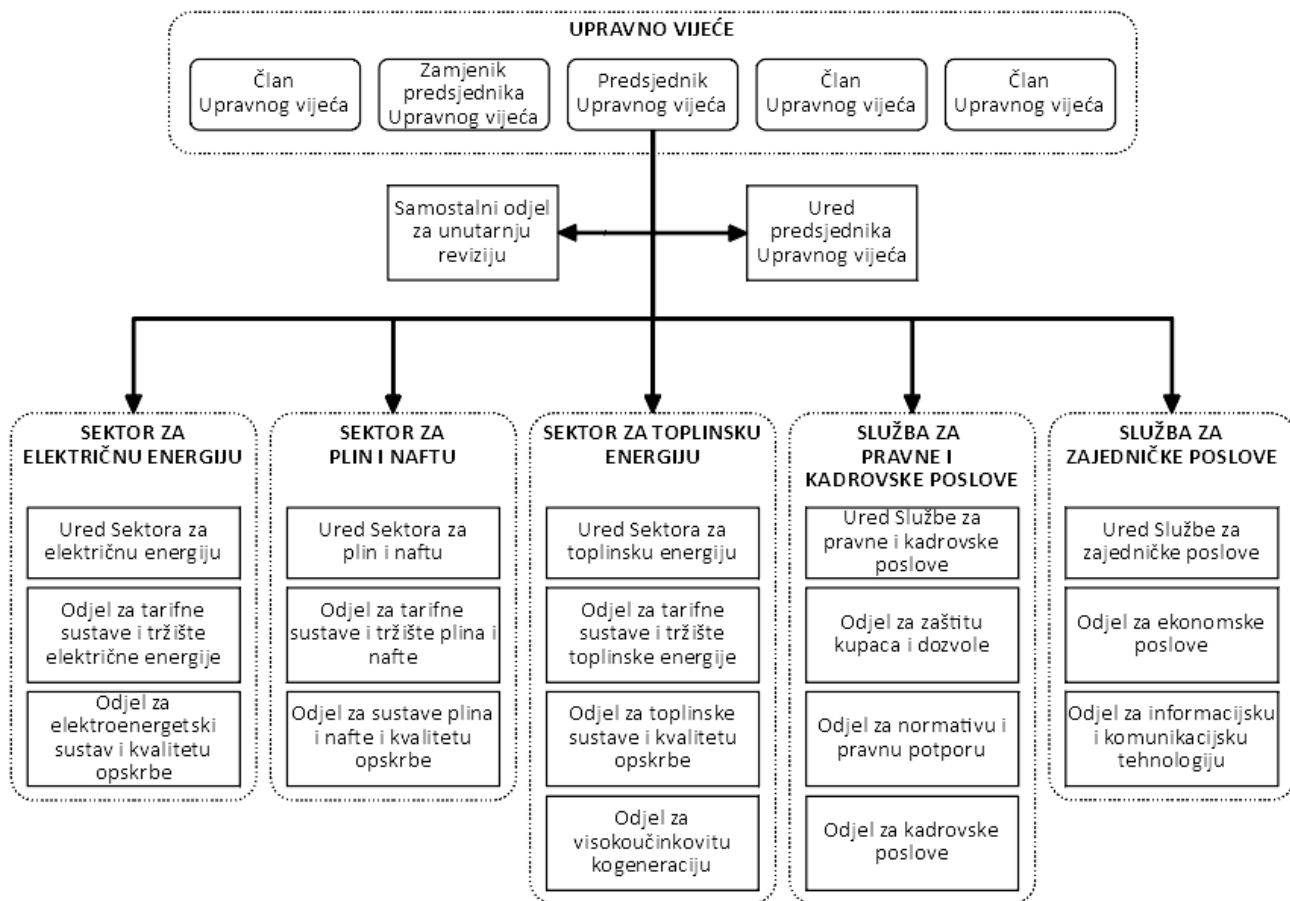 UPRAVNO VIJEĆE
Član
Upravnog vijeća
Zamjenik
predsjednika
Upravnog vijeća
Predsjednik
Upravnog vijeća
Član
Upravnog vijeća
Član
Upravnog vijeća
Samostalni odjel
za unutarnju
reviziju
Ured
predsjednika
Upravnog vijeća
SEKTOR ZA
ELEKTRIČNU ENERGIJU
Ured Sektora za
električnu energiju
Odjel za tarifne
sustave i tržište
električne energije
Odjel za
elektroenergetski
sustav i kvalitetu
opskrbe
SEKTOR ZA
PLIN I NAFTU
Ured Sektora za
plin i naftu
Odjel za tarifne
sustave i tržište plina i
nafte
Odjel za sustave plina
i nafte i kvalitetu
opskrbe
SEKTOR ZA TOPLINSKU
ENERGIJU
Ured Sektora za
toplinsku energiju
Odjel za tarifne
sustave i tržište
toplinske energije
Odjel za toplinske
sustave i kvalitetu
opskrbe
Odjel za
visokoučinkovitu
kogeneraciju
SLUŽBA ZA
PRAVNE I
KADROVSKE POSLOVE
Ured Službe za
pravne i kadrovske
poslove
Odjel za zaštitu
kupaca i dozvole
Odjel za normativu i
pravnu potporu
Odjel za kadrovske
poslove
SLUŽBA ZA
ZAJEDNIČKE POSLOVE
Ured Službe za
zajedničke poslove
Odjel za ekonomske
poslove
Odjel za informacijsku
i komunikacijsku
tehnologiju